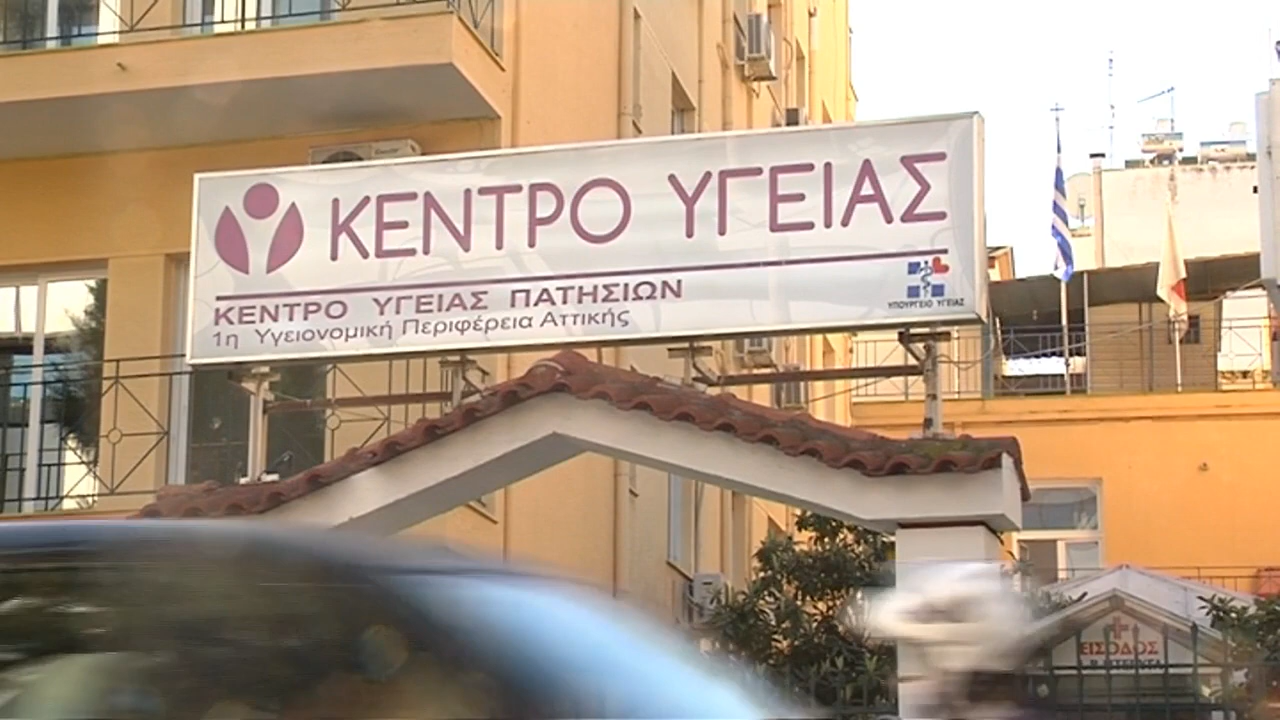 ΚΕΝΤΡΟ ΥΓΕΙΑΣ
ΚΕΝΤΡΟ ΥΓΕΙΑΣ ΠΑΤΗΣΙΩΝ
1η Υγειονομική Περιφέρεια Αττικής
ΥΠΟΥΡΓΕΙΟ ΥΓΕΙΑΣ
ΕΙΣΟΔΟΣ